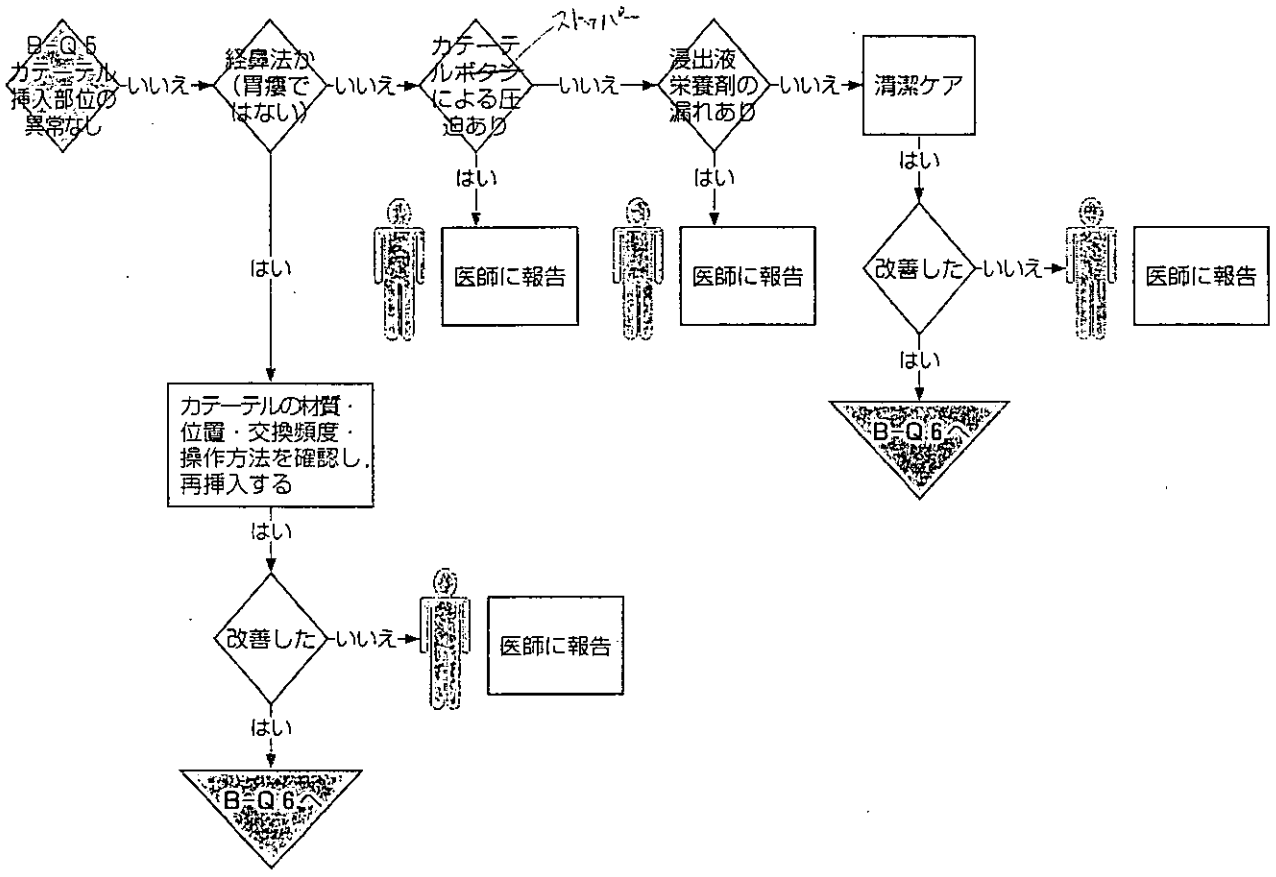 ストッパー
B-Q 5
カテーテル
挿入部位の
異常なし
いいえ
経鼻法か
(胃瘻で
はない)
いいえ
カテーテ
ルボタン
による圧
迫あり
いいえ
浸出液
栄養剤の
漏れあり
いいえ
清潔ケア
はい
はい
はい
はい
医師に報告
医師に報告
改善した
いいえ
医師に報告
はい
B-Q 6へ
カテーテルの材質・
位置・交換頻度・
操作方法を確認し,
再挿入する
はい
改善した
いいえ
医師に報告
はい
B-Q 6へ